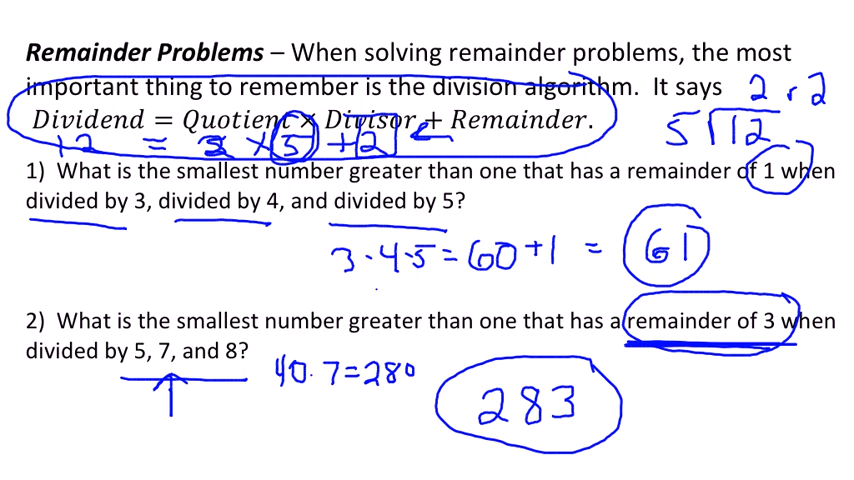 Remainder Problems – When solving remainder problems, the most
important thing to remember is the division algorithm. It says
Dividend = Quotient × Divisor + Remainder.
12 = 2 × 5 + 2
2 r 2
5 12
1) What is the smallest number greater than one that has a remainder of 1 when
divided by 3, divided by 4, and divided by 5?
3 · 4 · 5 = 60 + 1 = 61
2) What is the smallest number greater than one that has a remainder of 3 when
divided by 5, 7, and 8?
40 · 7 = 280
283